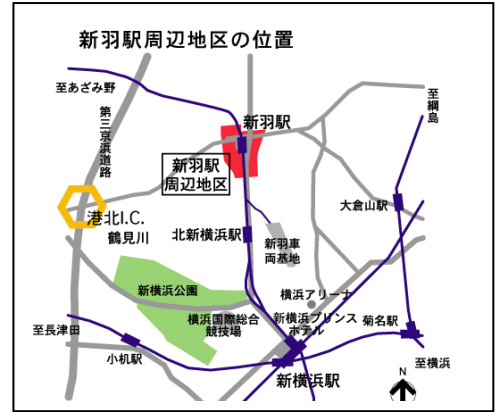 新羽駅周辺地区の位置
至あざみ野
第三京浜道路
至綱島
新羽駅
新羽駅
周辺地区
大倉山駅
港北I.C.
鶴見川
北新横浜駅
新羽車
両基地
新横浜公園
横浜アリーナ
横浜国際総合
競技場
新横浜プリンス
ホテル
菊名駅
至長津田
小机駅
至横浜
新横浜駅
N